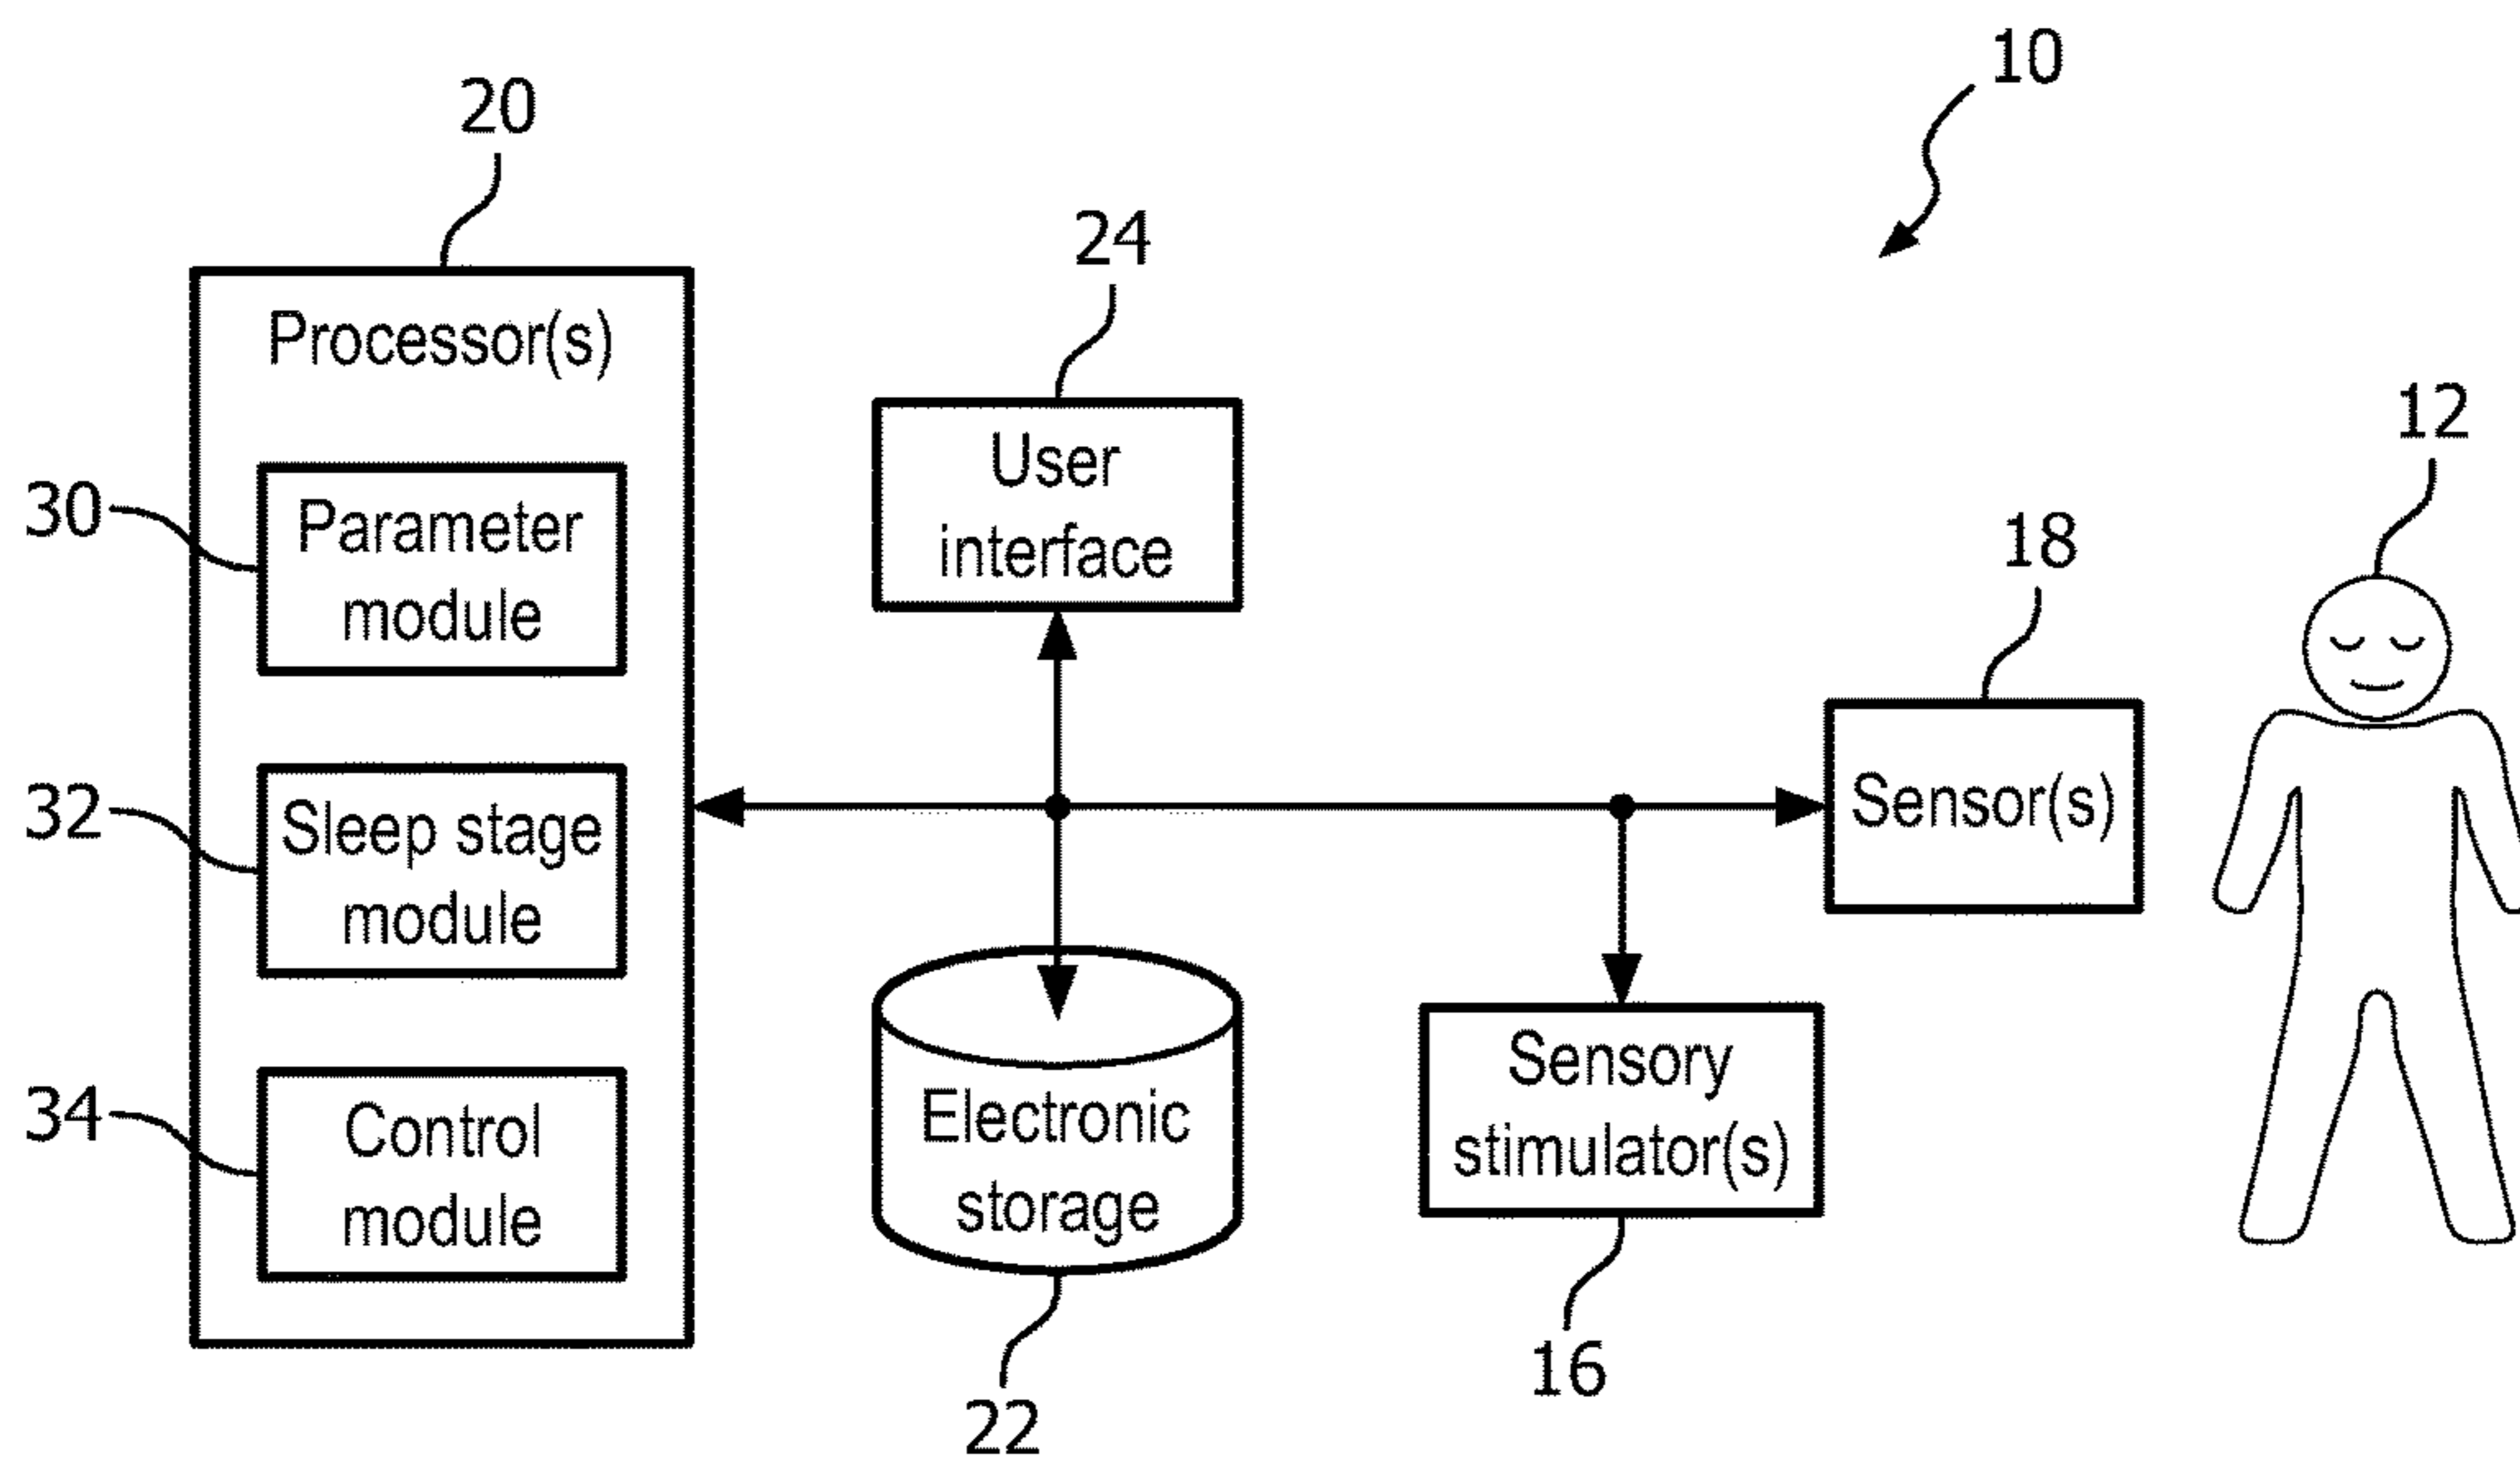 10
20
24
Processor(s)
12
User
interface
30
Parameter
module
18
32
Sleep stage
module
Sensor(s)
34
Control
module
Electronic
storage
Sensory
stimulator(s)
16
22